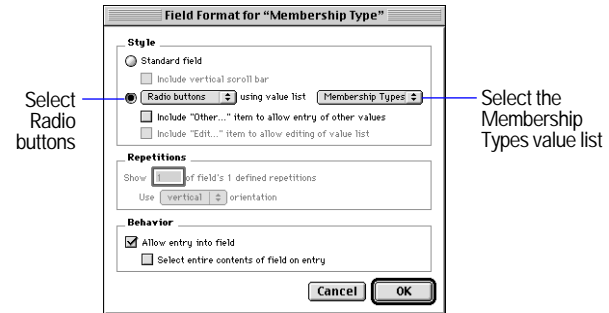 Field Format for “Membership Type”
Style
Standard field
Include vertical scroll bar
Select Radio buttons
Radio buttons using value list Membership Types
Select the Membership Types value list
Include "Other..." item to allow entry of other values
Include "Edit..." item to allow editing of value list
Repetitions
Show 1 of field's 1 defined repetitions
Use vertical orientation
Behavior
Allow entry into field
Select entire contents of field on entry
Cancel OK